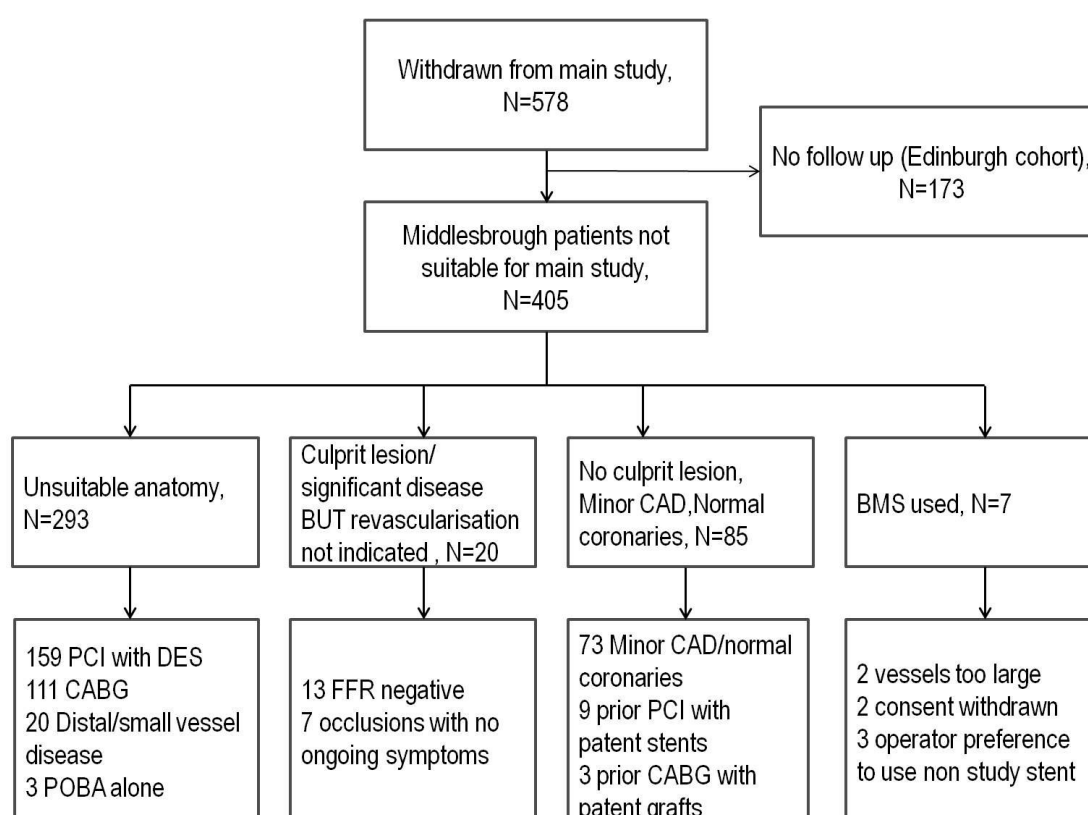 Withdrawn from main study,
N=578
No follow up (Edinburgh cohort),
N=173
Middlesbrough patients not
suitable for main study,
N=405
Unsuitable anatomy,
N=293
Culprit lesion/
significant disease
BUT revascularisation
not indicated , N=20
No culprit lesion,
Minor CAD,Normal
coronaries, N=85
BMS used, N=7
159 PCI with DES
111 CABG
20 Distal/small vessel
disease
3 POBA alone
13 FFR negative
7 occlusions with no
ongoing symptoms
73 Minor CAD/normal
coronaries
9 prior PCI with
patent stents
3 prior CABG with
patent grafts
2 vessels too large
2 consent withdrawn
3 operator preference
to use non study stent